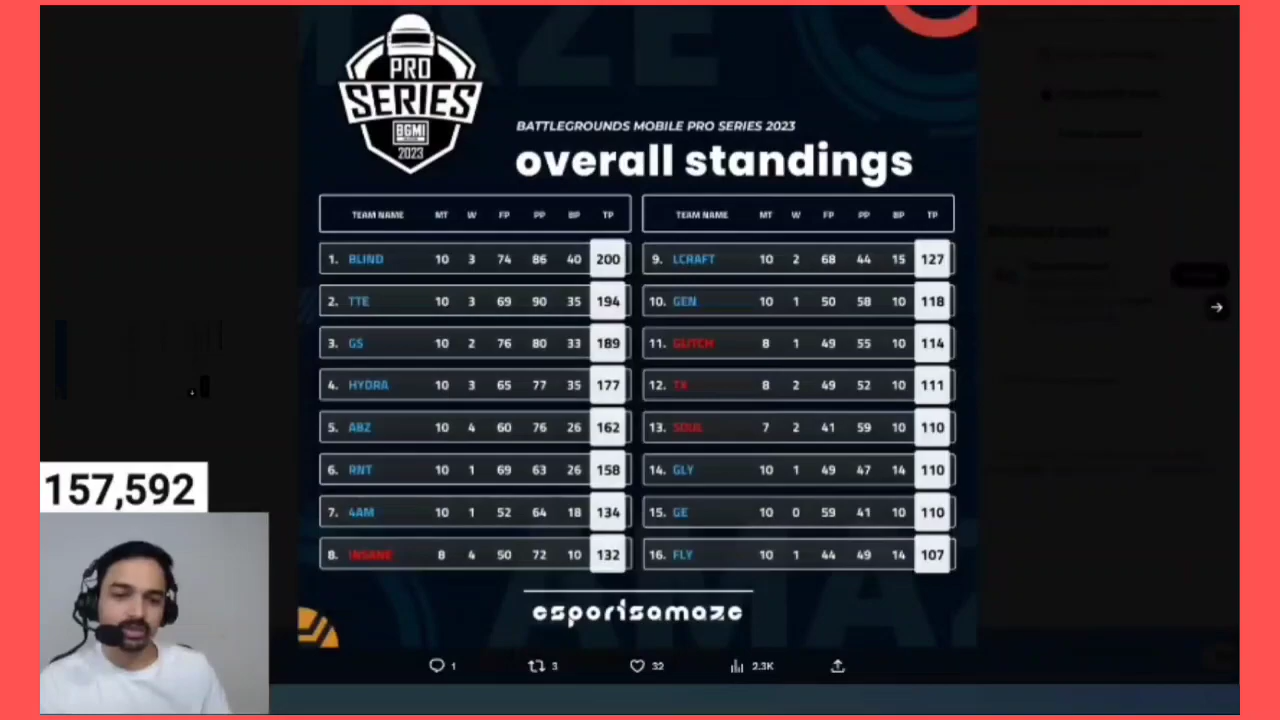 PRO
SERIES
BGMI
2023
BATTLEGROUNDS MOBILE PRO SERIES 2023
overall standings
TEAM NAME MT W FP PP BP TP
1. BLIND 10 3 74 86 40 200
2. TTE 10 3 69 90 35 194
3. GS 10 2 76 80 33 189
4. HYDRA 10 3 65 77 35 177
5. ABZ 10 4 60 76 26 162
6. RNT 10 1 69 63 26 158
7. 4AM 10 1 52 64 18 134
8. INSANE 8 4 50 72 10 132
TEAM NAME MT W FP PP BP TP
9. LCRAFT 10 2 68 44 15 127
10. GEN 10 1 50 58 10 118
11. GLITCH 8 1 49 55 10 114
12. TX 8 2 49 52 10 111
13. SOUL 7 2 41 59 10 110
14. GLY 10 1 49 47 14 110
15. GE 10 0 59 41 10 110
16. FLY 10 1 44 49 14 107
esportsamaze
1 3 32 2.3K
157,592